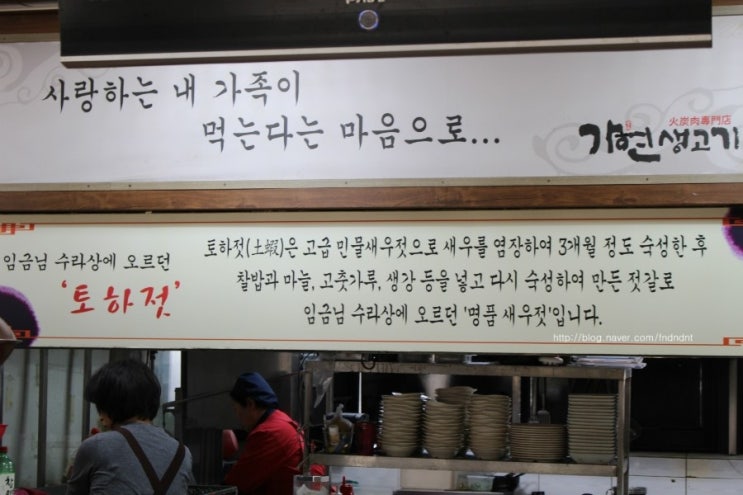 사랑하는 내 가족이
먹는다는 마음으로...
火炭肉專門店
가현생고기
임금님 수라상에 오르던
'토하젓'
토하젓(土蝦)은 고급 민물새우젓으로 새우를 염장하여 3개월 정도 숙성한 후
찰밥과 마늘, 고춧가루, 생강 등을 넣고 다시 숙성하여 만든 젓갈로
임금님 수라상에 오르던 '명품 새우젓'입니다.
http://blog.naver.com/fndndnt